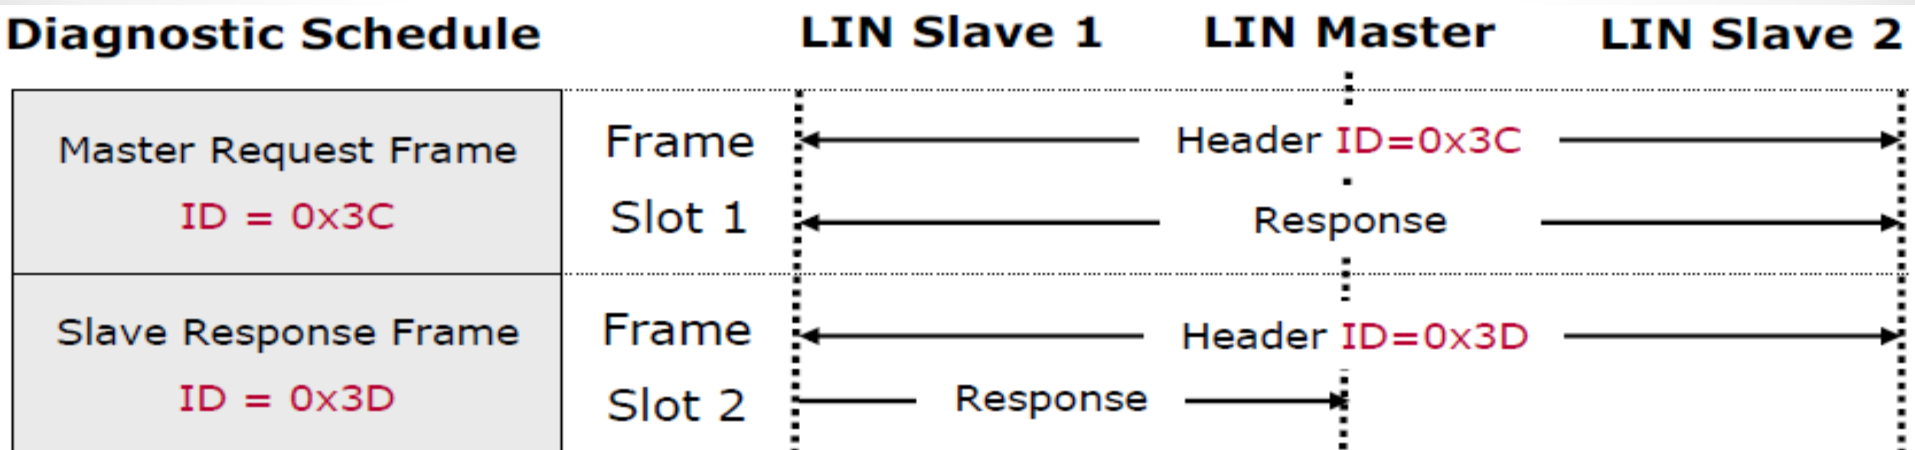 Diagnostic Schedule LIN Slave 1 LIN Master LIN Slave 2
Master Request Frame
ID = 0x3C
Frame
Slot 1
Header ID=0x3C
Response
Slave Response Frame
ID = 0x3D
Frame
Slot 2
Header ID=0x3D
Response